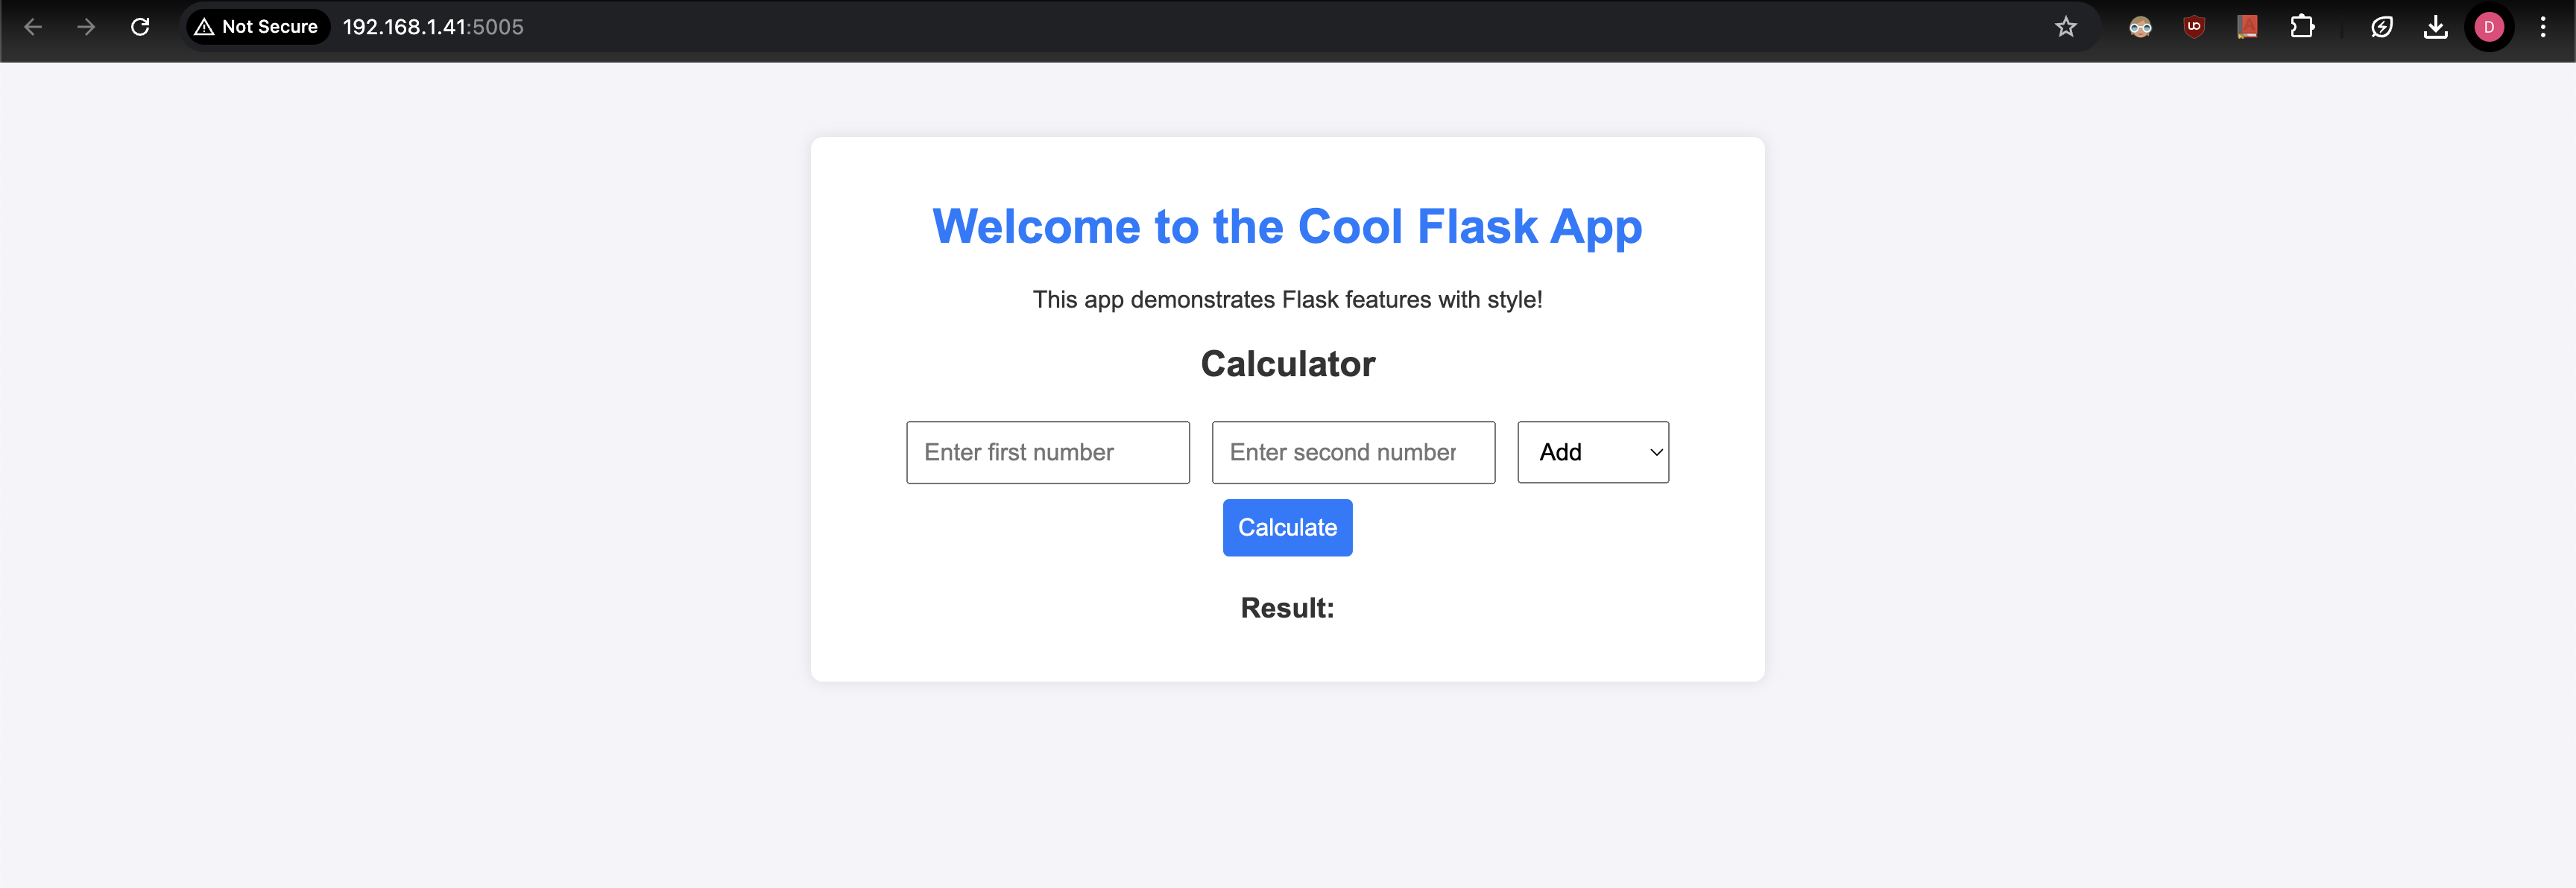 Not Secure 192.168.1.41:5005 D
Welcome to the Cool Flask App
This app demonstrates Flask features with style!
Calculator
Enter first number Enter second number Add
Calculate
Result: